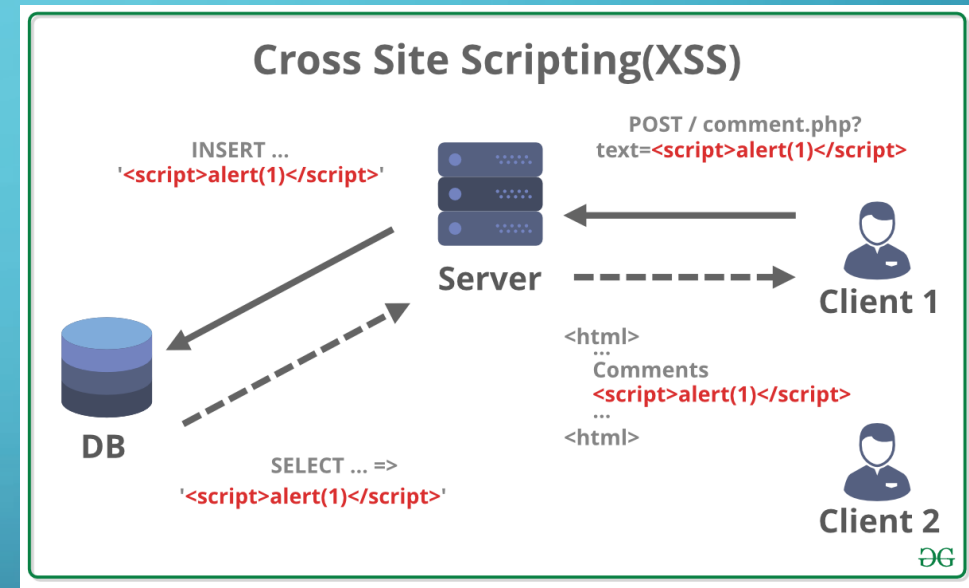 Cross Site Scripting(XSS)
POST / comment.php?
text=<script>alert(1)</script>
INSERT ...
'<script>alert(1)</script>'
Server
Client 1
<html>
...
Comments
<script>alert(1)</script>
...
<html>
DB
SELECT ... =>
'<script>alert(1)</script>'
Client 2